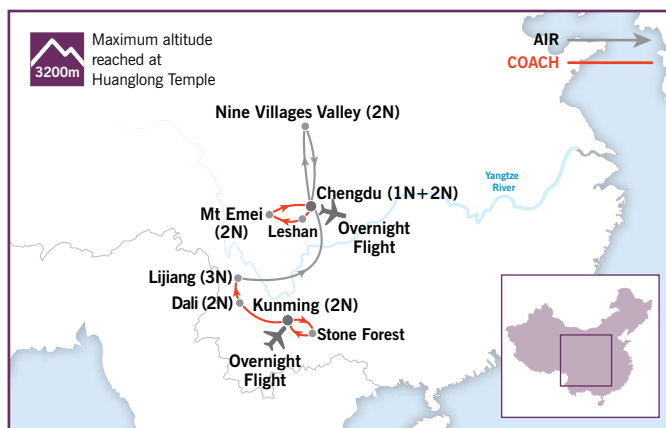 Maximum altitude
reached at
Huanglong Temple
3200m
AIR
COACH
Nine Villages Valley (2N)
Yangtze
River
Chengdu (1N+2N)
Mt Emei
(2N)
Leshan
Overnight
Flight
Lijiang (3N)
Dali (2N)
Kunming (2N)
Stone Forest
Overnight
Flight